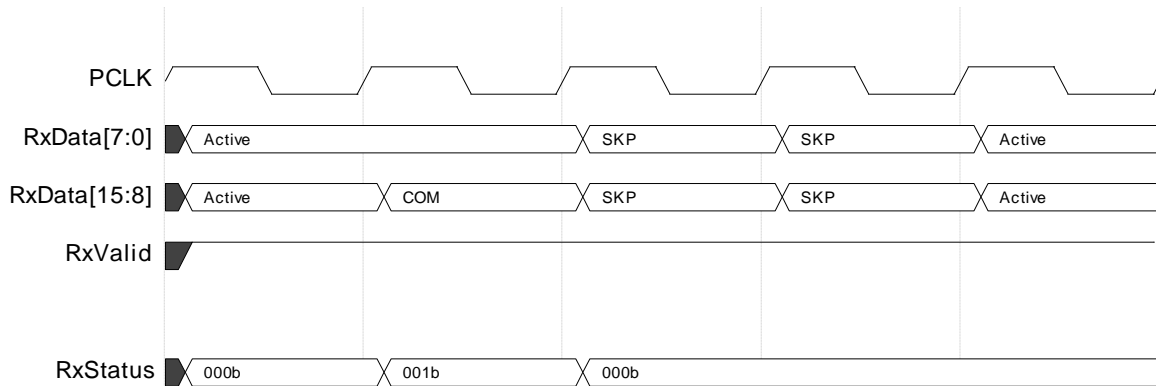 PCLK
RxData[7:0] Active SKP SKP Active
RxData[15:8] Active COM SKP SKP Active
RxValid
RxStatus 000b 001b 000b